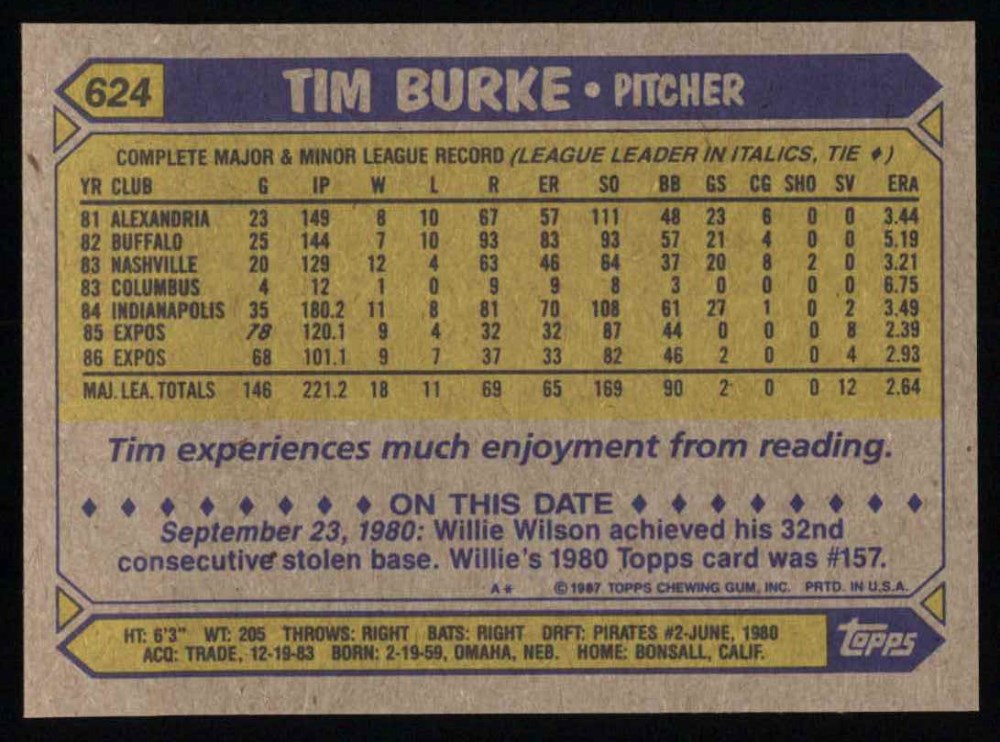 624 TIM BURKE • PITCHER
COMPLETE MAJOR & MINOR LEAGUE RECORD (LEAGUE LEADER IN ITALICS, TIE ♦)
YR CLUB G IP W L R ER SO BB GS CG SHO SV ERA
81 ALEXANDRIA 23 149 8 10 67 57 111 48 23 6 0 0 3.44
82 BUFFALO 25 144 7 10 93 83 93 57 21 4 0 0 5.19
83 NASHVILLE 20 129 12 4 63 46 64 37 20 8 2 0 3.21
83 COLUMBUS 4 12 1 0 9 9 8 3 0 0 0 0 6.75
84 INDIANAPOLIS 35 180.2 11 8 81 70 108 61 27 1 0 2 3.49
85 EXPOS 78 120.1 9 4 32 32 87 44 0 0 0 8 2.39
86 EXPOS 68 101.1 9 7 37 33 82 46 2 0 0 4 2.93
MAJ. LEA. TOTALS 146 221.2 18 11 69 65 169 90 2 0 0 12 2.64
Tim experiences much enjoyment from reading.
♦ ♦ ♦ ♦ ♦ ♦ ♦ ♦ ON THIS DATE ♦ ♦ ♦ ♦ ♦ ♦ ♦ ♦
September 23, 1980: Willie Wilson achieved his 32nd
consecutive stolen base. Willie's 1980 Topps card was #157.
A* © 1987 TOPPS CHEWING GUM, INC. PRTD. IN U.S.A.
HT: 6'3" WT: 205 THROWS: RIGHT BATS: RIGHT DRFT: PIRATES #2-JUNE, 1980
ACQ: TRADE, 12-19-83 BORN: 2-19-59, OMAHA, NEB. HOME: BONSALL, CALIF.
topps